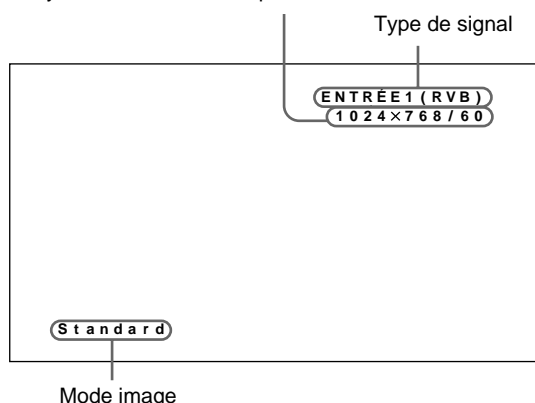 Type de signal
ENTRÉE1(RVB)
1024×768/60
Standard
Mode image